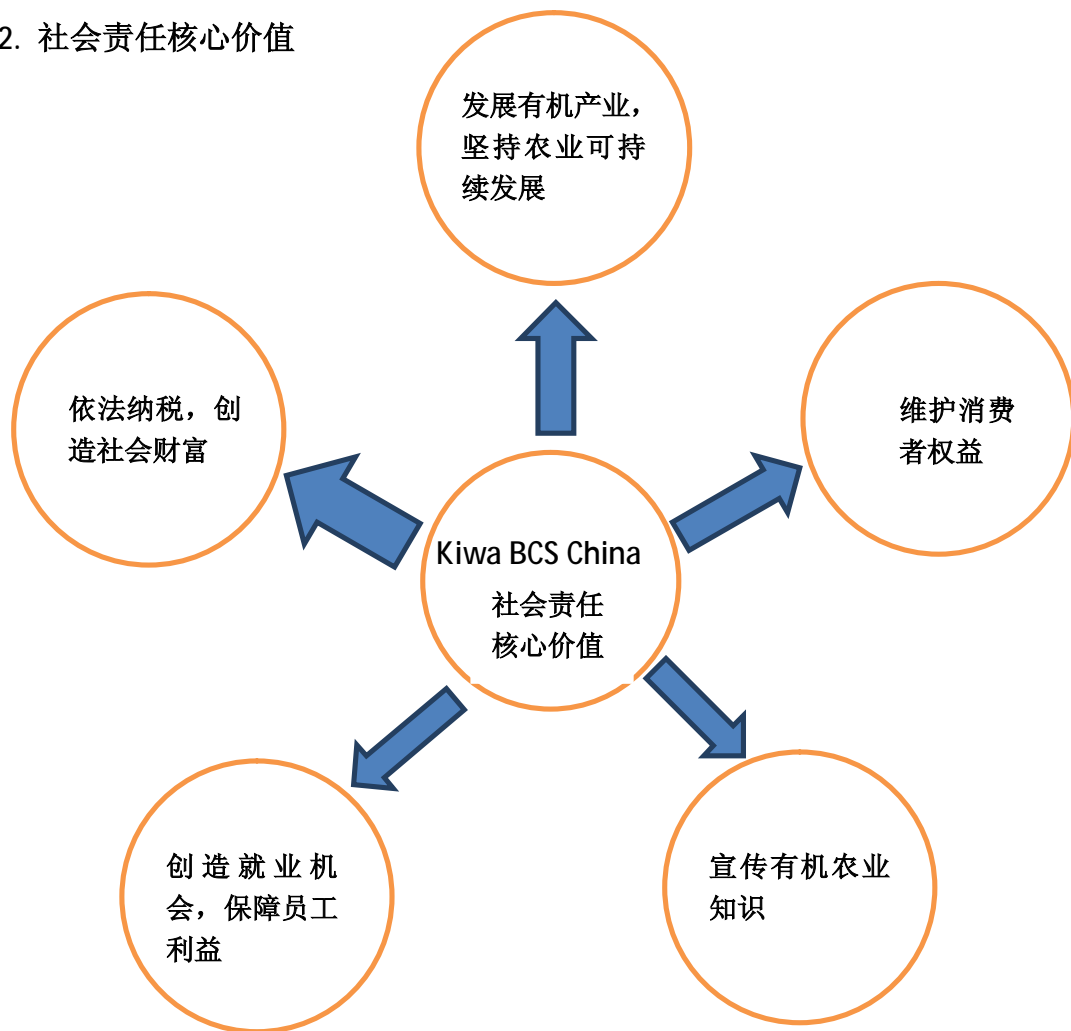 2. 社会责任核心价值
发展有机产业，
坚持农业可持
续发展
依法纳税，创
造社会财富
维护消费
者权益
Kiwa BCS China
社会责任
核心价值
创造就业机
会，保障员工
利益
宣传有机农业
知识